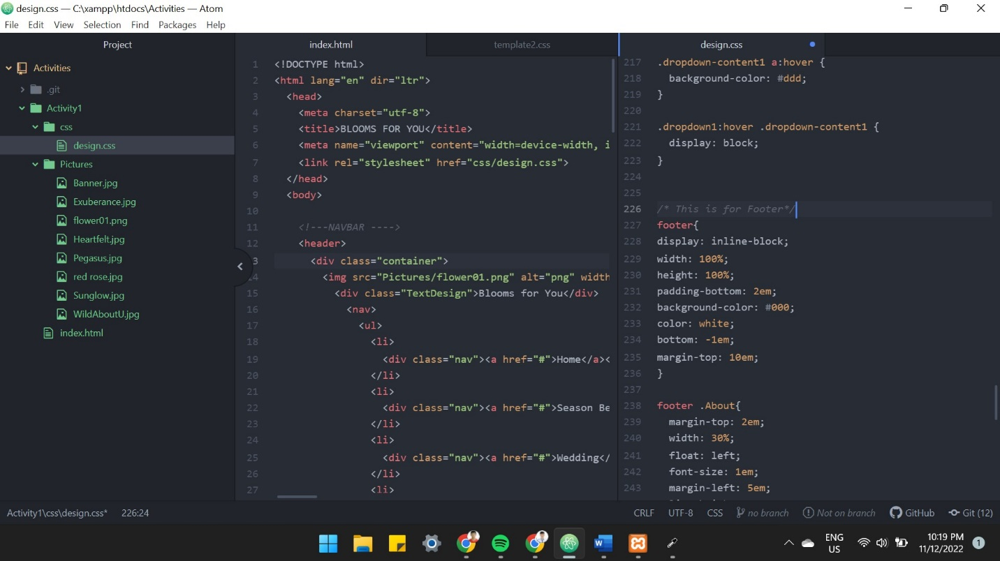 design.css — C:\xampp\htdocs\Activities — Atom
File Edit View Selection Find Packages Help
Project
Activities
.git
Activity1
css
design.css
Pictures
Banner.jpg
Exuberance.jpg
flower01.png
Heartfelt.jpg
Pegasus.jpg
red rose.jpg
Sunglow.jpg
WildAboutU.jpg
index.html
index.html
template2.css
1 <!DOCTYPE html>
2 <html lang="en" dir="ltr">
3 <head>
4 <meta charset="utf-8">
5 <title>BLOOMS FOR YOU</title>
6 <meta name="viewport" content="width=device-width, i
7 <link rel="stylesheet" href="css/design.css">
8 </head>
9 <body>
10
11 <!---NAVBAR ---->
12 <header>
3 <div class="container">
4 <img src="Pictures/flower01.png" alt="png" width
15 <div class="TextDesign">Blooms for You</div>
16 <nav>
17 <ul>
18 <li>
19 <div class="nav"><a href="#">Home</a><
20 </li>
21 <li>
22 <div class="nav"><a href="#">Season Be
23 </li>
24 <li>
25 <div class="nav"><a href="#">Wedding</
26 </li>
27 <li>
design.css
217 .dropdown-content1 a:hover {
218 background-color: #ddd;
219 }
220
221 .dropdown1:hover .dropdown-content1 {
222 display: block;
223 }
224
225
226 /* This is for Footer*/
227 footer{
228 display: inline-block;
229 width: 100%;
230 height: 100%;
231 padding-bottom: 2em;
232 background-color: #000;
233 color: white;
234 bottom: -1em;
235 margin-top: 10em;
236 }
237
238 footer .About{
239 margin-top: 2em;
240 width: 30%;
241 float: left;
242 font-size: 1em;
243 margin-left: 5em;
Activity1\css\design.css* 226:24
CRLF UTF-8 CSS no branch Not on branch GitHub Git (12)
ENG
US
10:19 PM
11/12/2022
1